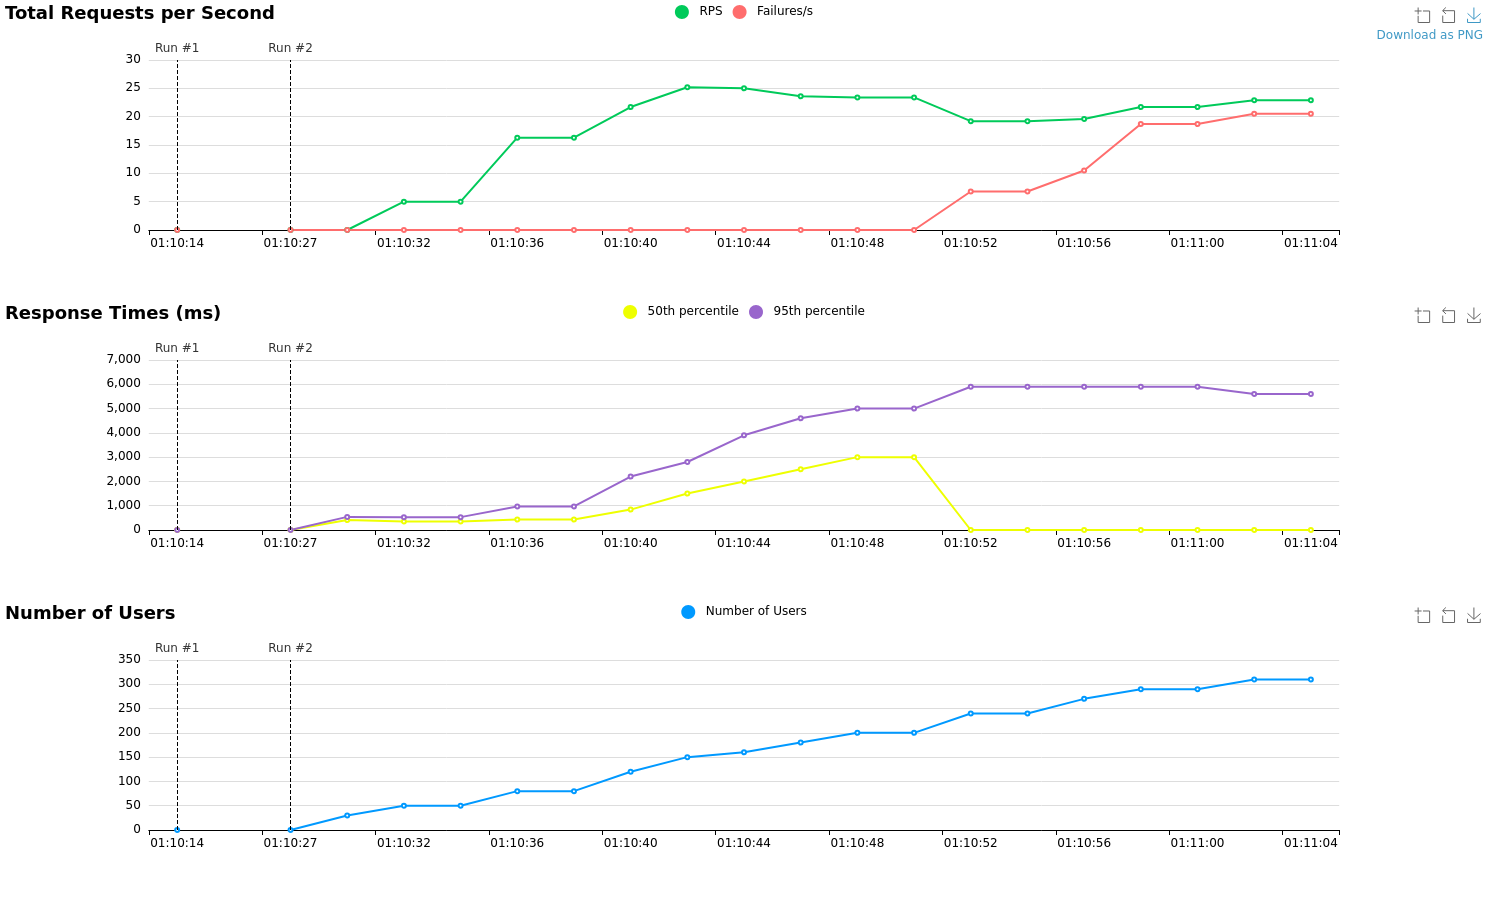 Total Requests per Second
RPS Failures/s
Download as PNG
Run #1 Run #2
30
25
20
15
10
5
0
01:10:14 01:10:27 01:10:32 01:10:36 01:10:40 01:10:44 01:10:48 01:10:52 01:10:56 01:11:00 01:11:04
Response Times (ms)
50th percentile 95th percentile
Run #1 Run #2
7,000
6,000
5,000
4,000
3,000
2,000
1,000
0
01:10:14 01:10:27 01:10:32 01:10:36 01:10:40 01:10:44 01:10:48 01:10:52 01:10:56 01:11:00 01:11:04
Number of Users
Number of Users
Run #1 Run #2
350
300
250
200
150
100
50
0
01:10:14 01:10:27 01:10:32 01:10:36 01:10:40 01:10:44 01:10:48 01:10:52 01:10:56 01:11:00 01:11:04